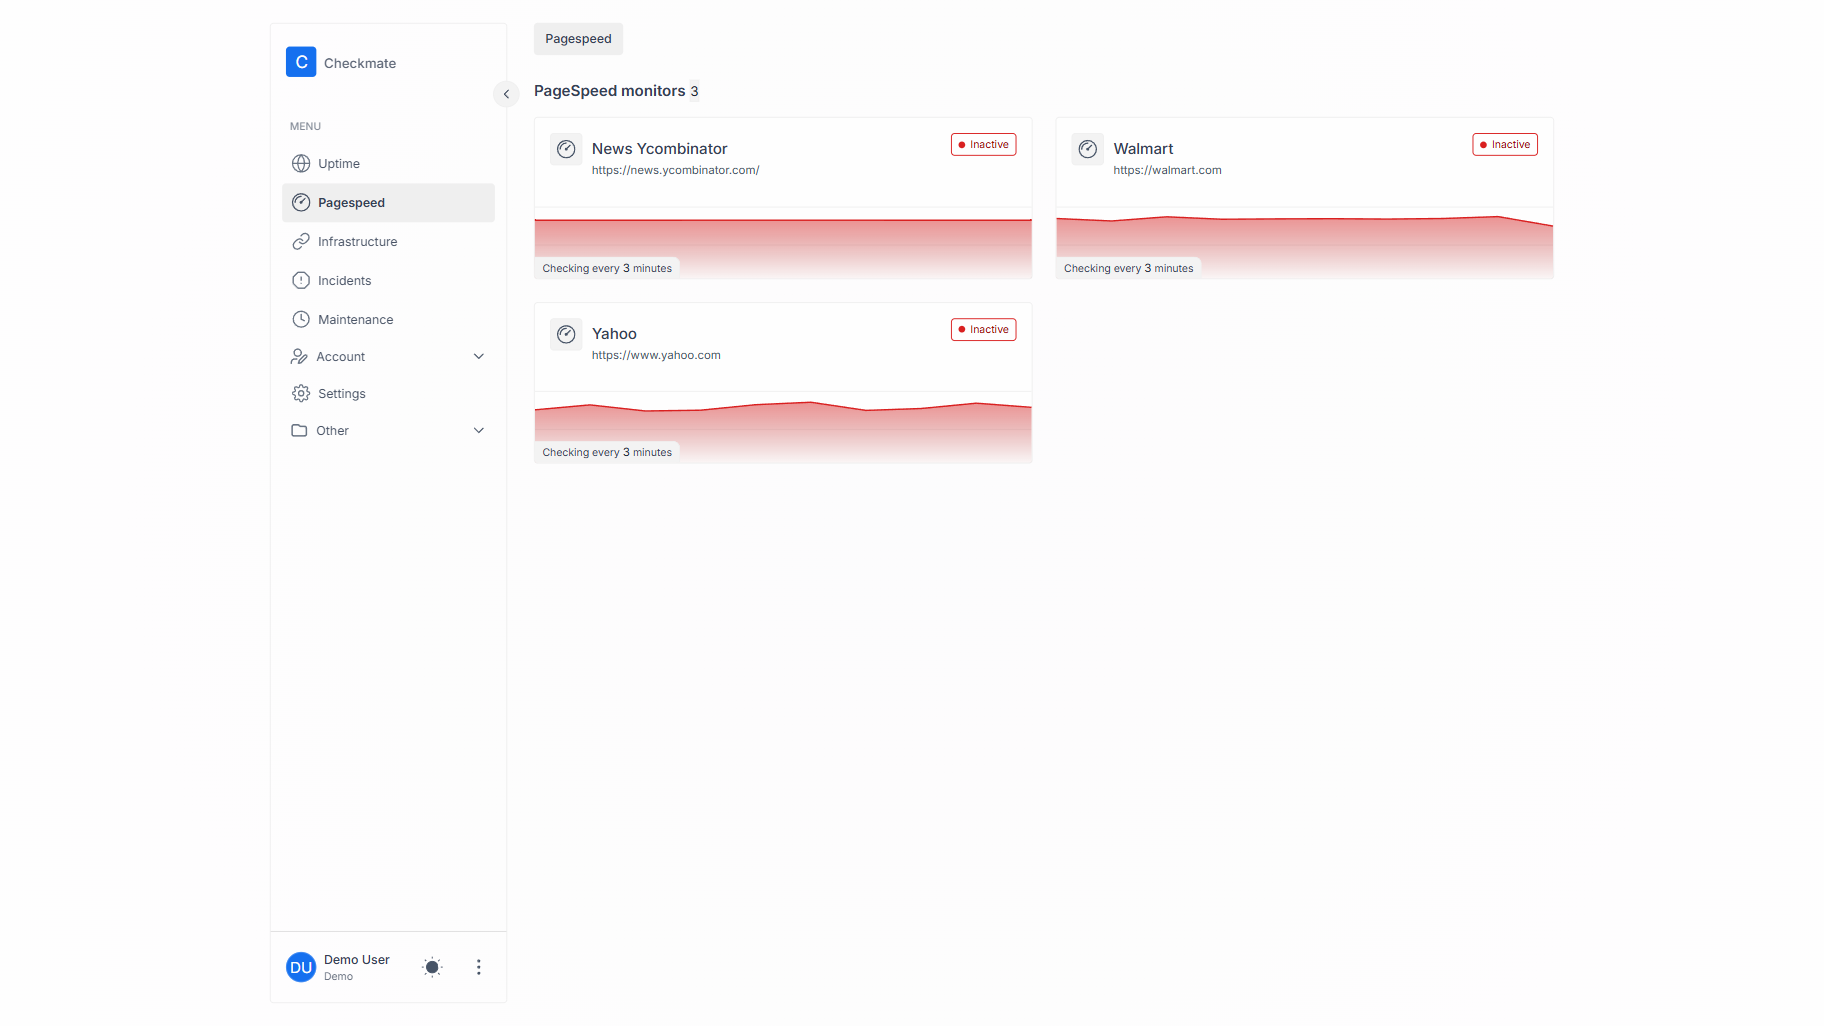 C Checkmate
MENU
Uptime
Pagespeed
Infrastructure
Incidents
Maintenance
Account
Settings
Other
DU Demo User
Demo
Pagespeed
PageSpeed monitors 3
News Ycombinator
https://news.ycombinator.com/
Inactive
Checking every 3 minutes
Walmart
https://walmart.com
Inactive
Checking every 3 minutes
Yahoo
https://www.yahoo.com
Inactive
Checking every 3 minutes